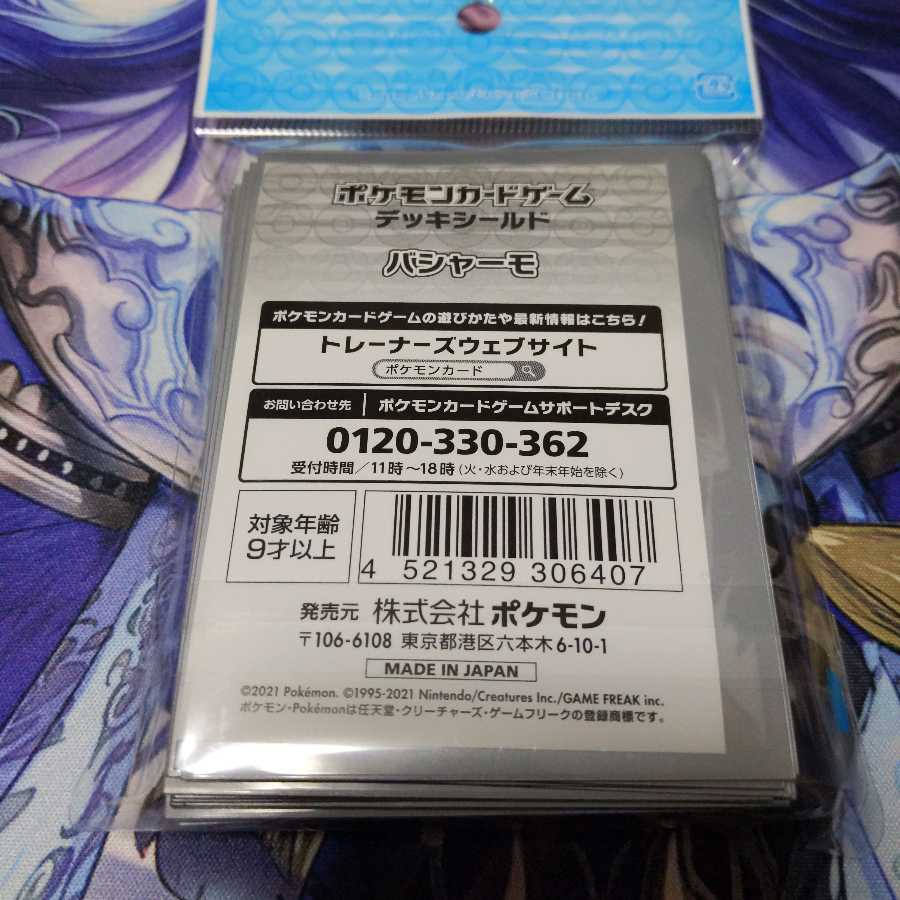 ポケモンカードゲーム
デッキシールド
バシャーモ
ポケモンカードゲームの遊びかたや最新情報はこちら!
トレーナーズウェブサイト
ポケモンカード
お問い合わせ先 ポケモンカードゲームサポートデスク
0120-330-362
受付時間/11時~18時(火・水および年末年始を除く)
対象年齢
9才以上
4 521329 306407
発売元 株式会社 ポケモン
〒106-6108 東京都港区六本木6-10-1
MADE IN JAPAN
©2021 Pokémon. ©1995-2021 Nintendo/Creatures Inc./GAME FREAK inc.
ポケモン・Pokémonは任天堂・クリーチャーズ・ゲームフリークの登録商標です。